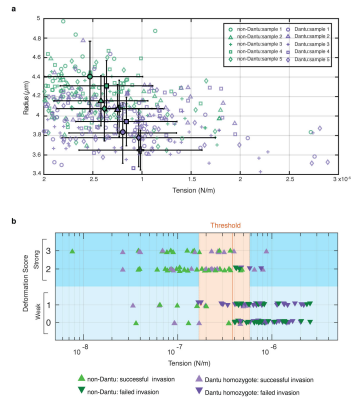 a
non-Dantu:sample 1
non-Dantu:sample 2
non-Dantu:sample 3
non-Dantu:sample 4
non-Dantu:sample 5
Dantu:sample 1
Dantu:sample 2
Dantu:sample 3
Dantu:sample 4
Dantu:sample 5
Radius(μm)
5
4.8
4.6
4.4
4.2
4
3.8
3.6
3.4
2 2.5 1 2 2.5 3
Tension (N/m)
b
Threshold
Deformation Score
Strong
Weak
3
2
1
0
10⁻⁸ 10⁻⁷ 10⁻⁶
Tension (N/m)
non-Dantu: successful invasion
Dantu homozygote: successful invasion
non-Dantu: failed invasion
Dantu homozygote: failed invasion